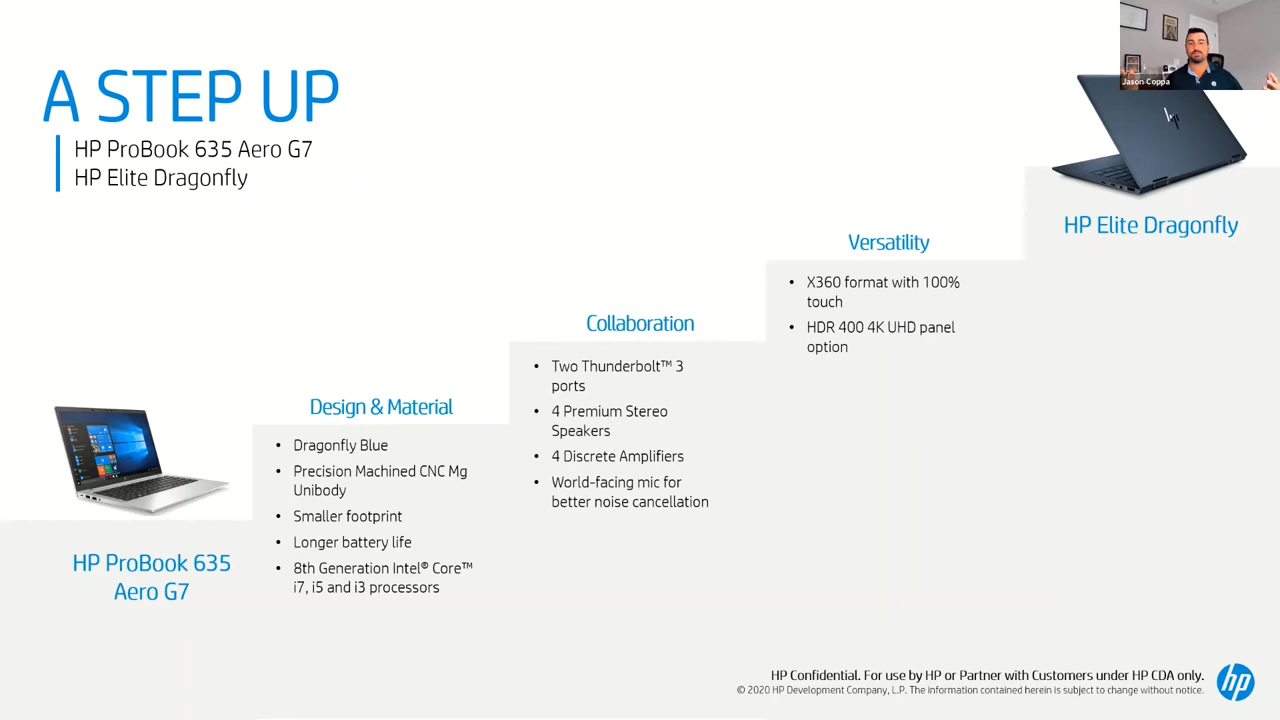 Jason Coppa
A STEP UP
HP ProBook 635 Aero G7
HP Elite Dragonfly
HP Elite Dragonfly
Versatility
• X360 format with 100%
touch
• HDR 400 4K UHD panel
option
Collaboration
• Two Thunderbolt™ 3
ports
• 4 Premium Stereo
Speakers
• 4 Discrete Amplifiers
• World-facing mic for
better noise cancellation
Design & Material
• Dragonfly Blue
• Precision Machined CNC Mg
Unibody
• Smaller footprint
• Longer battery life
• 8th Generation Intel® Core™
i7, i5 and i3 processors
HP ProBook 635
Aero G7
HP Confidential. For use by HP or Partner with Customers under HP CDA only.
© 2020 HP Development Company, L.P. The information contained herein is subject to change without notice.
hp